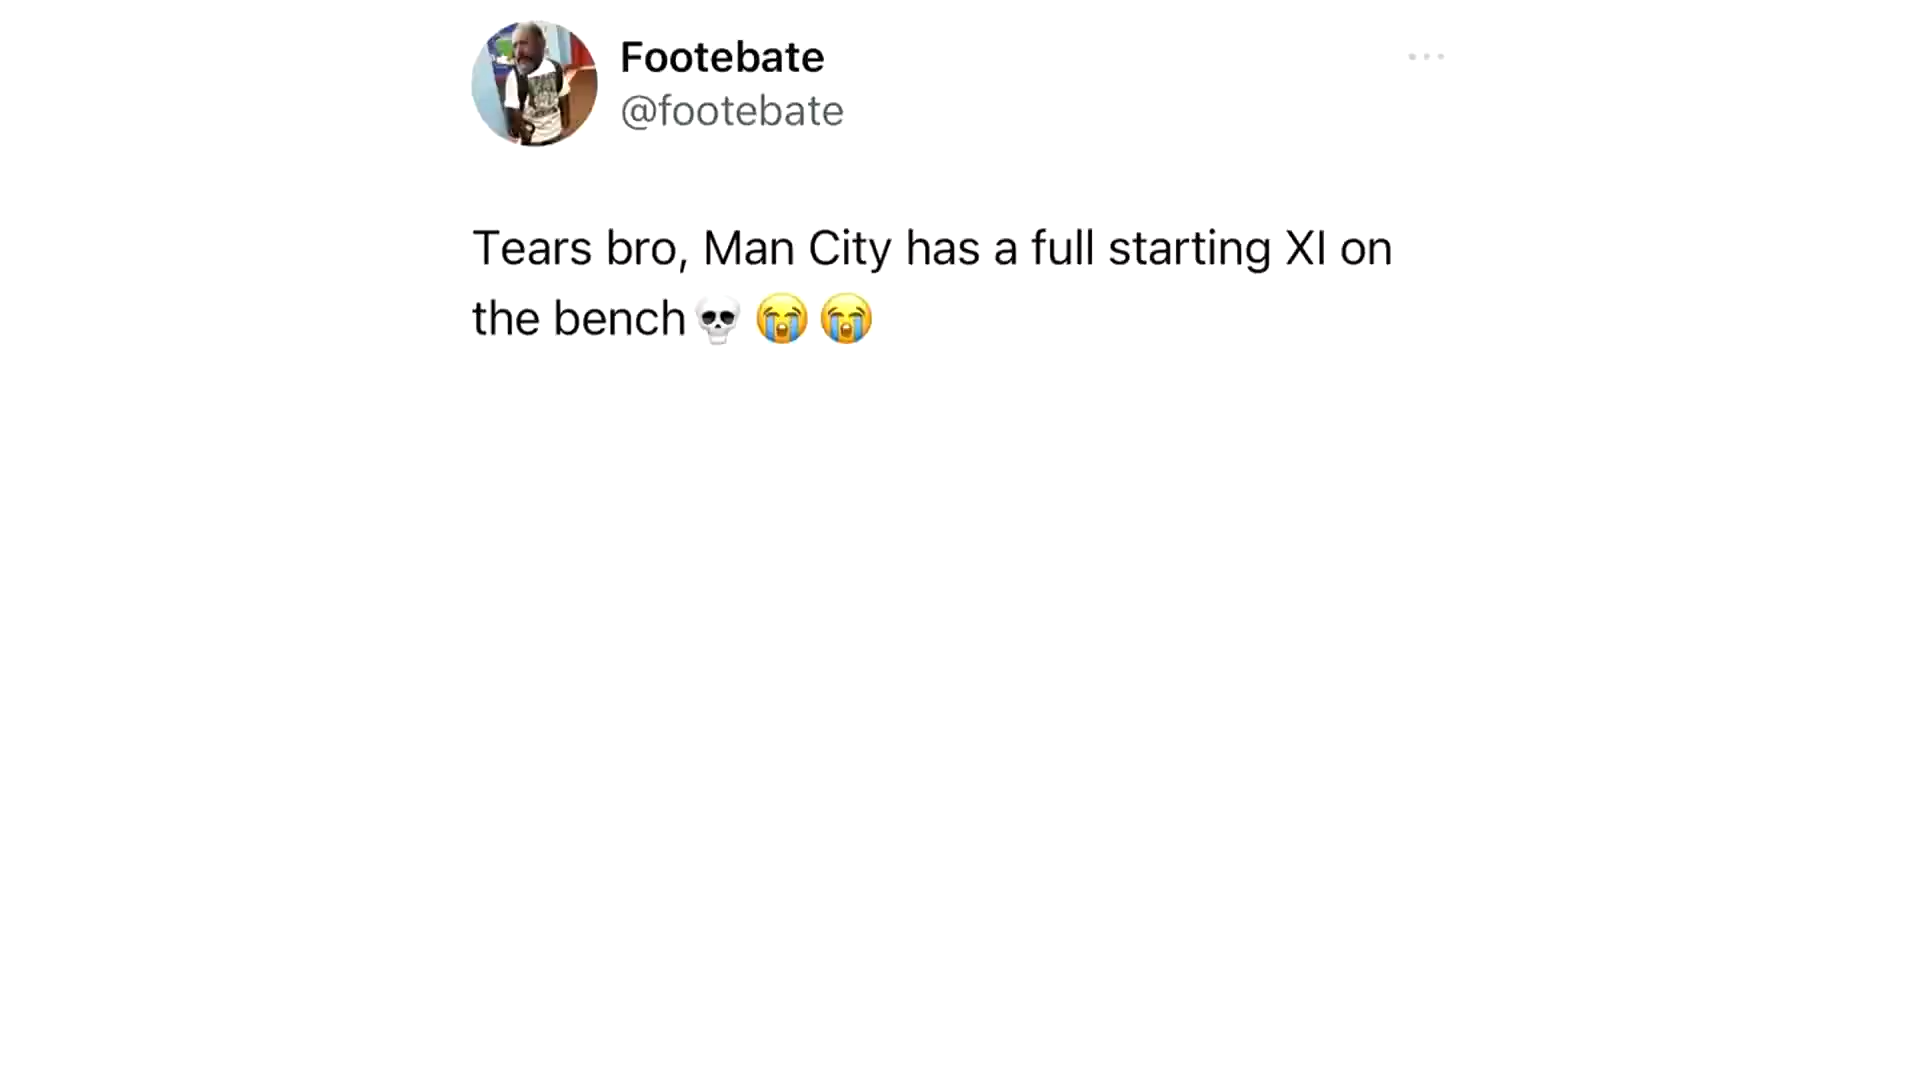 Footebate
@footebate
Tears bro, Man City has a full starting XI on
the bench💀😭😭